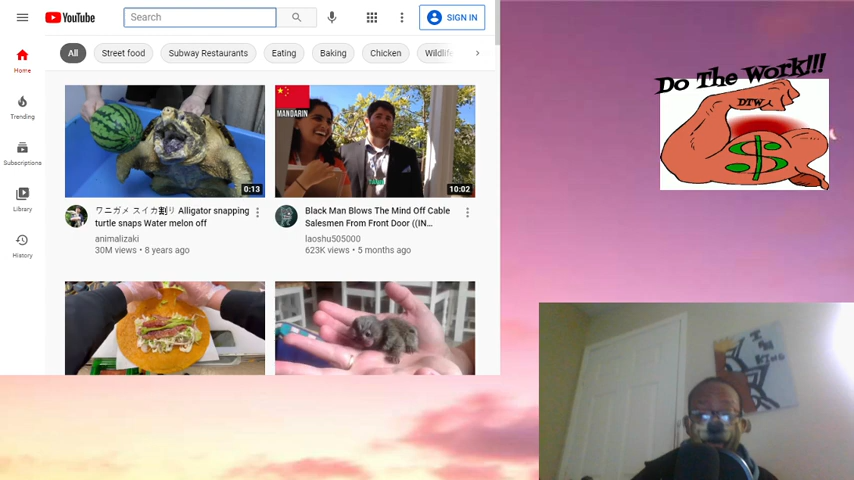 YouTube
Search
SIGN IN
All
Street food
Subway Restaurants
Eating
Baking
Chicken
Wildlife
Home
Trending
Subscriptions
Library
History
0:13
MANDARIN
10:02
ワニガメ スイカ割り Alligator snapping
turtle snaps Water melon off
animalizaki
30M views • 8 years ago
Black Man Blows The Mind Off Cable
Salesmen From Front Door ((IN...
laoshu505000
623K views • 5 months ago
Do The Work!!!
DTW
$
I AM
KING